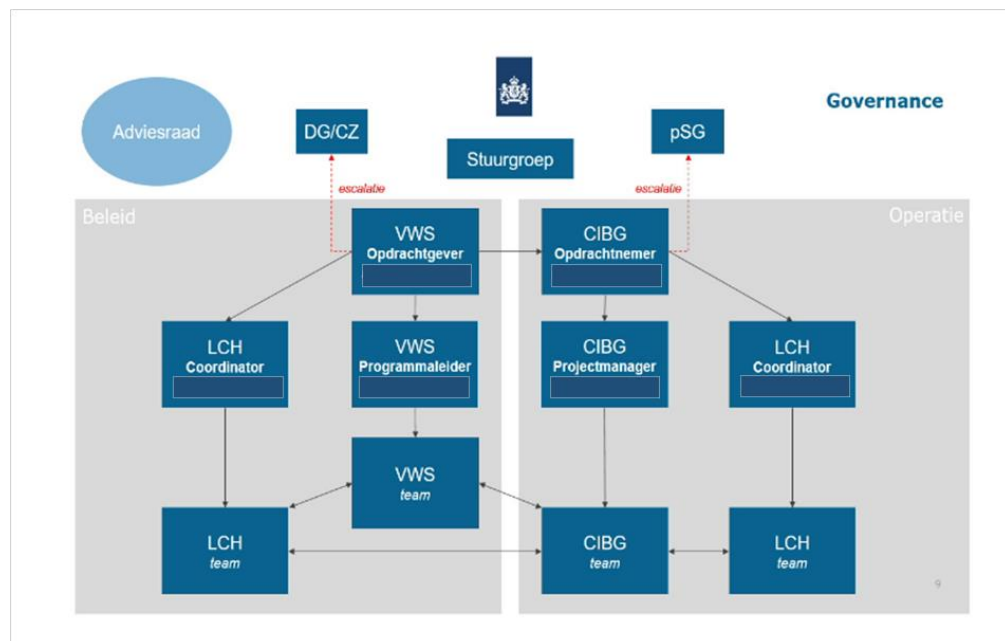 Governance
Adviesraad
DG/CZ
Stuurgroep
pSG
escalatie
escalatie
Beleid
Operatie
VWS
Opdrachtgever
CIBG
Opdrachtnemer
LCH
Coordinator
VWS
Programmaleider
CIBG
Projectmanager
LCH
Coordinator
VWS
team
LCH
team
CIBG
team
LCH
team
9